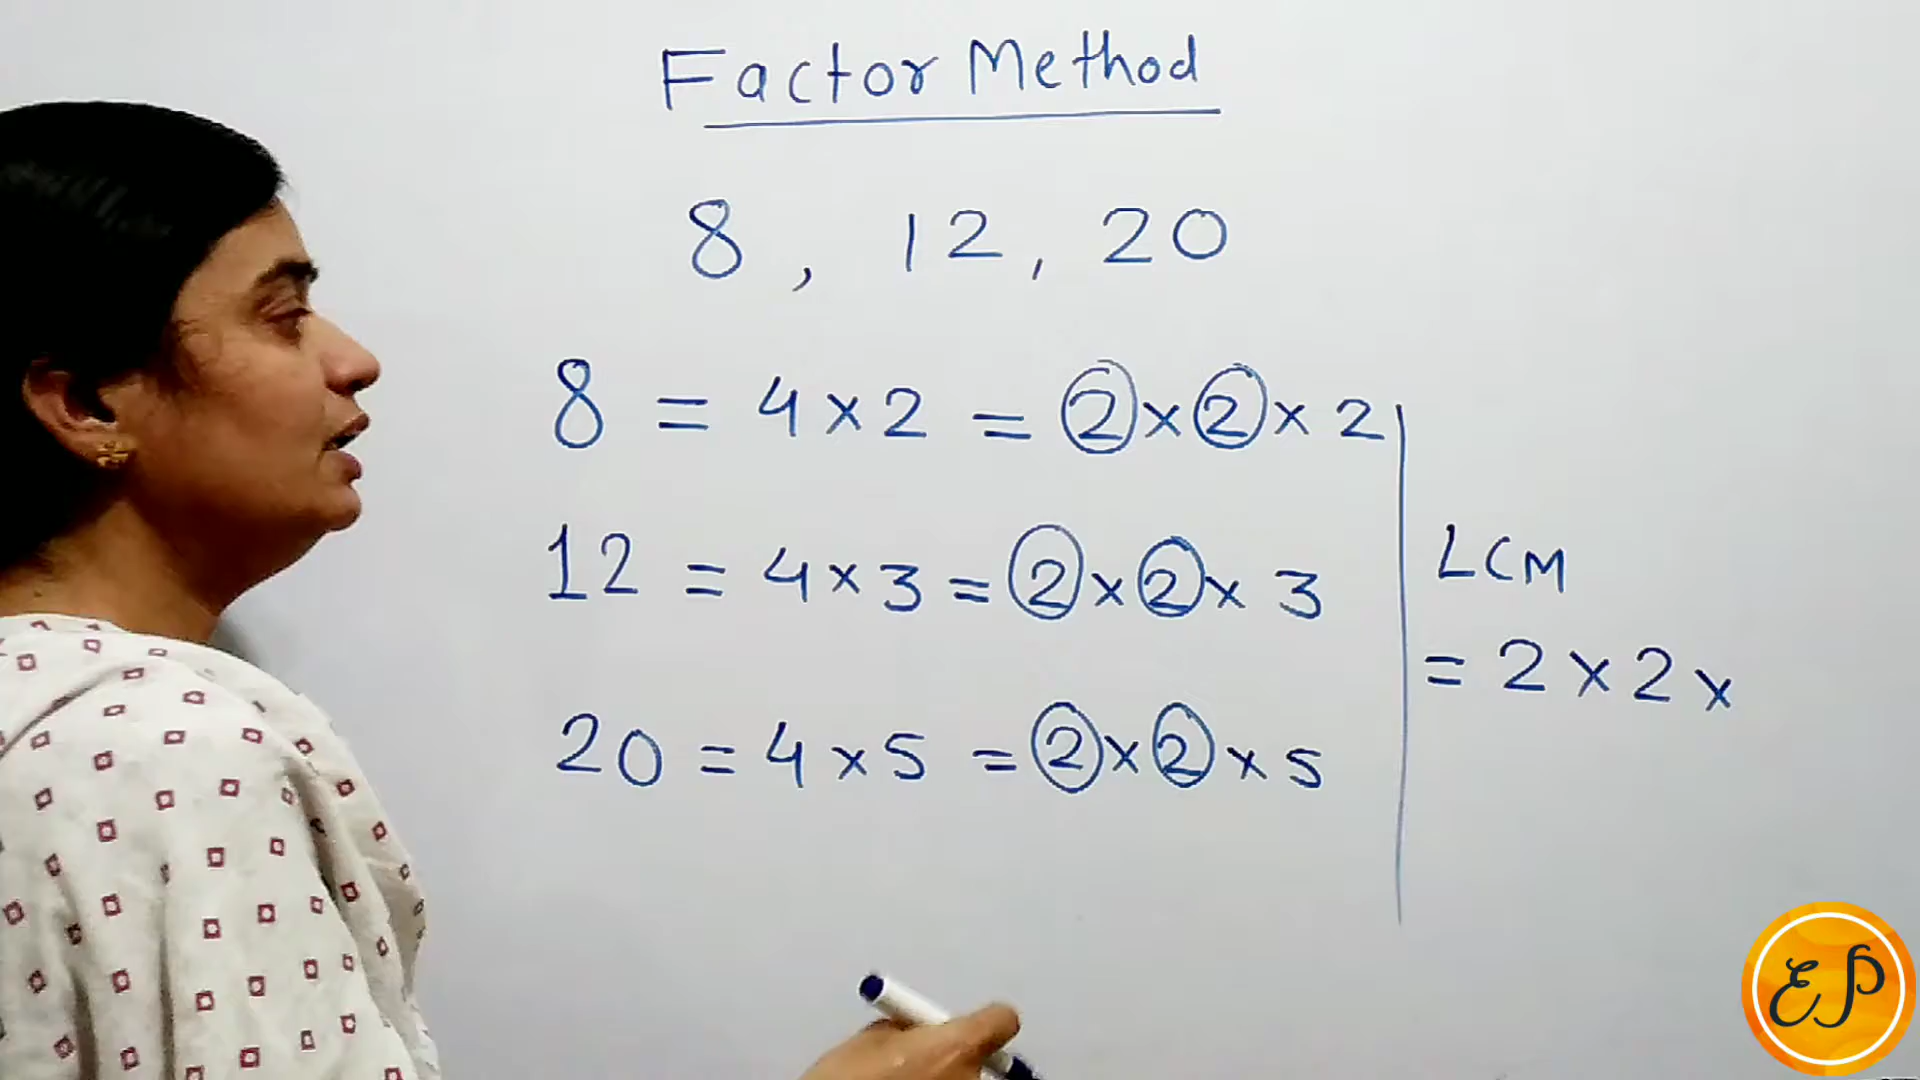 Factor Method
8, 12, 20
8 = 4 × 2 = 2 × 2 × 2
12 = 4 × 3 = 2 × 2 × 3
20 = 4 × 5 = 2 × 2 × 5
LCM
= 2 × 2 ×
EP